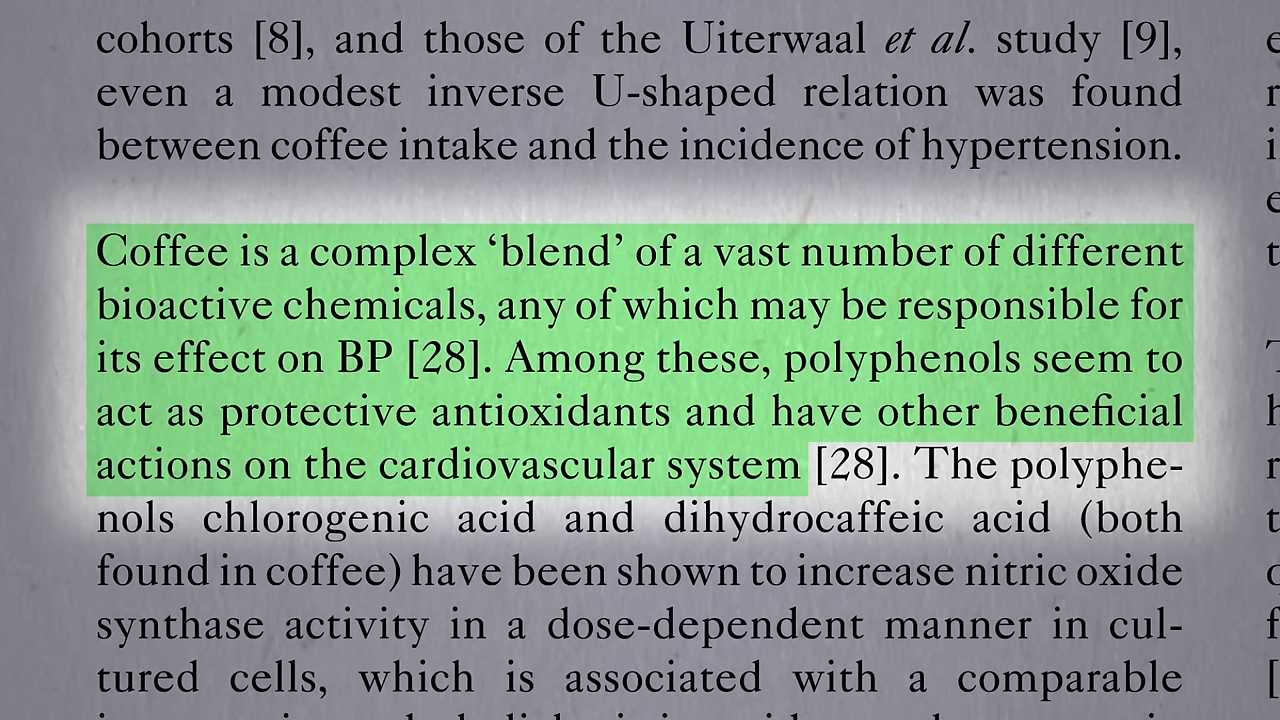 cohorts [8], and those of the Uiterwaal et al. study [9],
even a modest inverse U-shaped relation was found
between coffee intake and the incidence of hypertension.
Coffee is a complex ‘blend’ of a vast number of different
bioactive chemicals, any of which may be responsible for
its effect on BP [28]. Among these, polyphenols seem to
act as protective antioxidants and have other beneficial
actions on the cardiovascular system [28]. The polyphe-
nols chlorogenic acid and dihydrocaffeic acid (both
found in coffee) have been shown to increase nitric oxide
synthase activity in a dose-dependent manner in cul-
tured cells, which is associated with a comparable